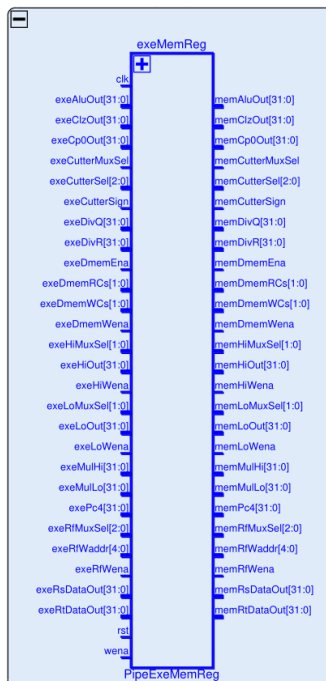 exeMemReg
clk
exeAluOut[31:0] memAluOut[31:0]
exeClzOut[31:0] memClzOut[31:0]
exeCp0Out[31:0] memCp0Out[31:0]
exeCutterMuxSel memCutterMuxSel
exeCutterSel[2:0] memCutterSel[2:0]
exeCutterSign memCutterSign
exeDivQ[31:0] memDivQ[31:0]
exeDivR[31:0] memDivR[31:0]
exeDmemEna memDmemEna
exeDmemRCs[1:0] memDmemRCs[1:0]
exeDmemWCs[1:0] memDmemWCs[1:0]
exeDmemWena memDmemWena
exeHiMuxSel[1:0] memHiMuxSel[1:0]
exeHiOut[31:0] memHiOut[31:0]
exeHiWena memHiWena
exeLoMuxSel[1:0] memLoMuxSel[1:0]
exeLoOut[31:0] memLoOut[31:0]
exeLoWena memLoWena
exeMulHi[31:0] memMulHi[31:0]
exeMulLo[31:0] memMulLo[31:0]
exePc4[31:0] memPc4[31:0]
exeRfMuxSel[2:0] memRfMuxSel[2:0]
exeRfWaddr[4:0] memRfWaddr[4:0]
exeRfWena memRfWena
exeRsDataOut[31:0] memRsDataOut[31:0]
exeRtDataOut[31:0] memRtDataOut[31:0]
rst
wena
PipeExeMemReg